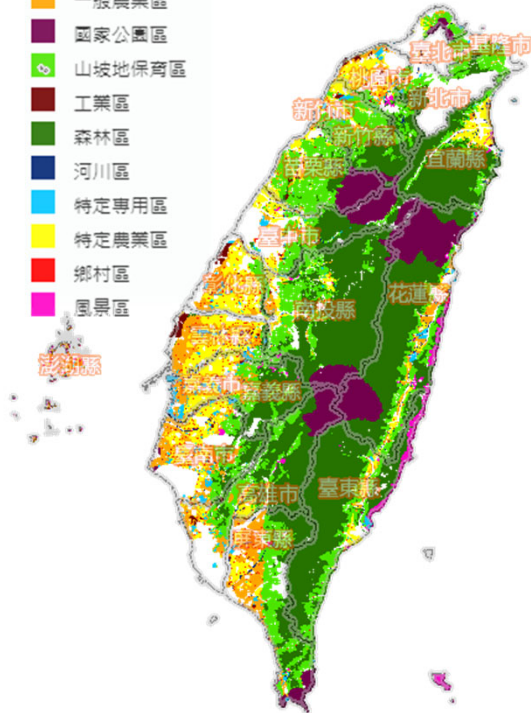 一般農業區
國家公園區
山坡地保育區
工業區
森林區
河川區
特定專用區
特定農業區
鄉村區
風景區
臺北市
基隆市
桃園市
新北市
新竹市
新竹縣
宜蘭縣
苗栗縣
臺中市
彰化縣
花蓮縣
南投縣
雲林縣
澎湖縣
嘉義市
嘉義縣
臺南市
高雄市
臺東縣
屏東縣